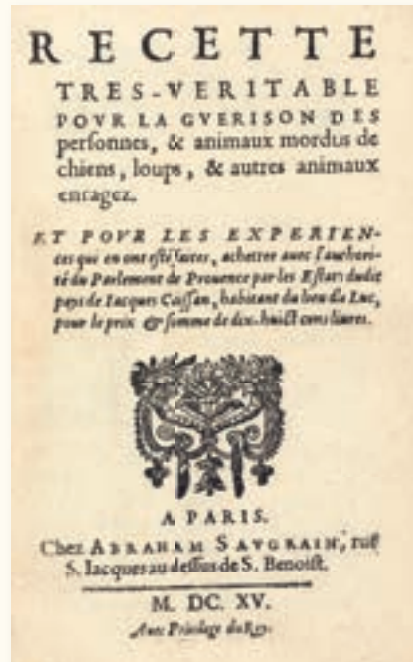 RECETTE
TRES-VERITABLE
POVR LA GVERISON DES
perſonnes, & animaux mordus de
chiens, loups, & autres animaux
enragez.
ET POVR LES EXPERIEN-
ces qui en ont eſté faites, achettee avec l'authori-
té du Parlement de Prouence par les Eſtats dudit
pays de Iacques Caſſan, habitant du lieu du Luc,
pour le prix & ſomme de dix-huict cens liures.
A PARIS.
Chez ABRAHAM SAVGRAIN, ruë
S. Iacques au deſſus de S. Benoiſt.
M. DC. XV.
Auec Priuilege du Roy.